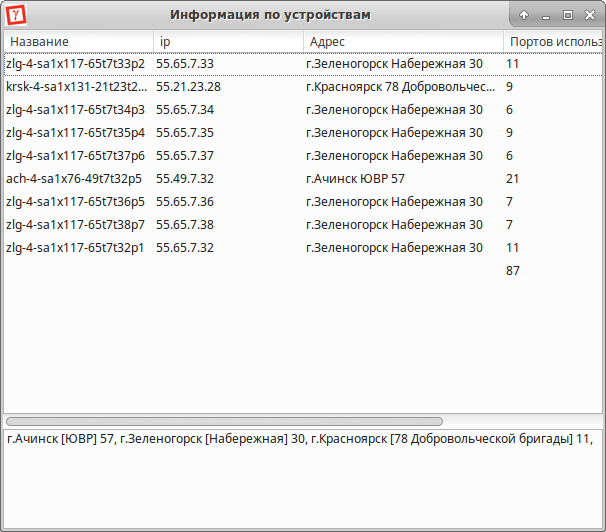 Информация по устройствам
Название ip Адрес Портов использ
zlg-4-sa1x117-65t7t33p2 55.65.7.33 г.Зеленогорск Набережная 30 11
krsk-4-sa1x131-21t23t2... 55.21.23.28 г.Красноярск 78 Добровольчес... 9
zlg-4-sa1x117-65t7t34p3 55.65.7.34 г.Зеленогорск Набережная 30 6
zlg-4-sa1x117-65t7t35p4 55.65.7.35 г.Зеленогорск Набережная 30 9
zlg-4-sa1x117-65t7t37p6 55.65.7.37 г.Зеленогорск Набережная 30 6
ach-4-sa1x76-49t7t32p5 55.49.7.32 г.Ачинск ЮВР 57 21
zlg-4-sa1x117-65t7t36p5 55.65.7.36 г.Зеленогорск Набережная 30 7
zlg-4-sa1x117-65t7t38p7 55.65.7.38 г.Зеленогорск Набережная 30 7
zlg-4-sa1x117-65t7t32p1 55.65.7.32 г.Зеленогорск Набережная 30 11
87
г.Ачинск [ЮВР] 57, г.Зеленогорск [Набережная] 30, г.Красноярск [78 Добровольческой бригады] 11,